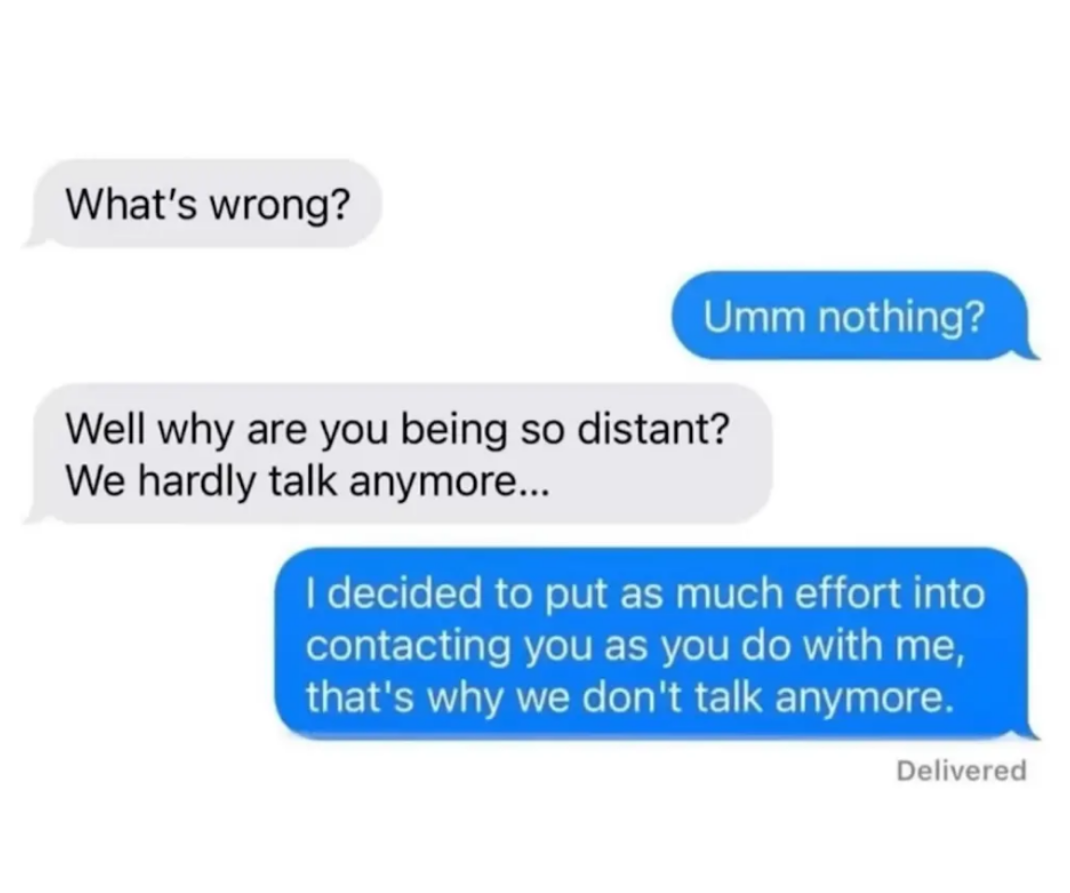 What's wrong?
Umm nothing?
Well why are you being so distant?
We hardly talk anymore...
I decided to put as much effort into
contacting you as you do with me,
that's why we don't talk anymore.
Delivered